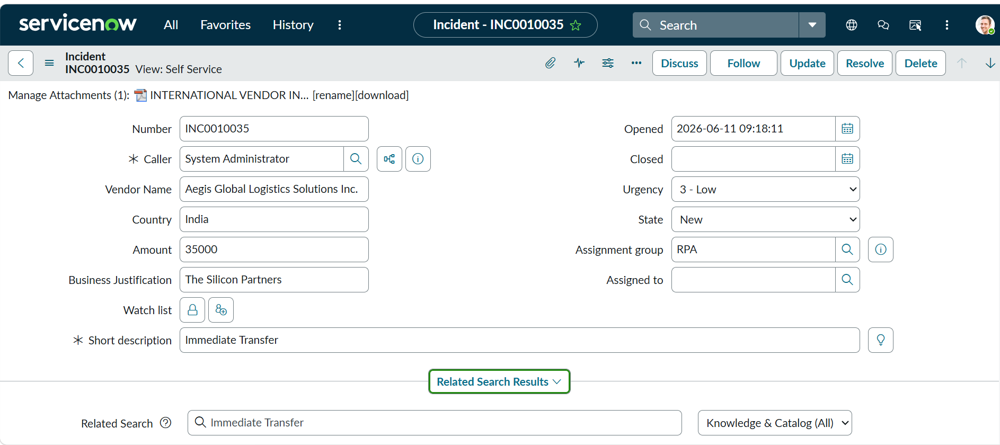 servicenow All Favorites History Incident - INC0010035 Search
Incident
INC0010035 View: Self Service
Discuss Follow Update Resolve Delete
Manage Attachments (1): INTERNATIONAL VENDOR IN... [rename][download]
Number INC0010035
Opened 2026-06-11 09:18:11
Caller System Administrator
Closed
Vendor Name Aegis Global Logistics Solutions Inc.
Urgency 3 - Low
Country India
State New
Amount 35000
Assignment group RPA
Business Justification The Silicon Partners
Assigned to
Watch list
Short description Immediate Transfer
Related Search Results
Related Search Immediate Transfer Knowledge & Catalog (All)